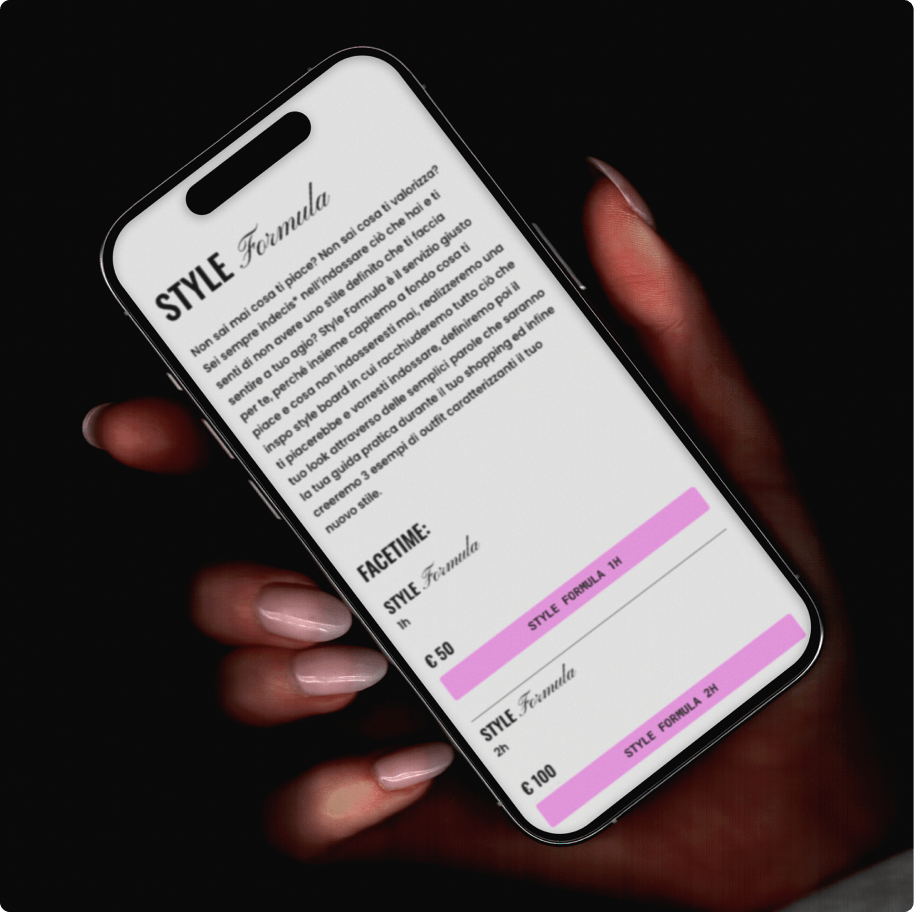 STYLE Formula
Non sai mai cosa ti piace? Non sai cosa ti valorizza?
Sei sempre indecis* nell'indossare ciò che hai e ti
senti di non avere uno stile definito che ti faccia
sentire a tuo agio? Style Formula è il servizio giusto
per te, perché insieme capiremo a fondo cosa ti
piace e cosa non indosseresti mai, realizzeremo una
inspo style board in cui racchiuderemo tutto ciò che
ti piacerebbe e vorresti indossare, definiremo poi il
tuo look attraverso delle semplici parole che saranno
la tua guida pratica durante il tuo shopping ed infine
creeremo 3 esempi di outfit caratterizzanti il tuo
nuovo stile.
FACETIME:
STYLE Formula
1h
€ 50
STYLE FORMULA 1H
STYLE Formula
2h
€ 100
STYLE FORMULA 2H